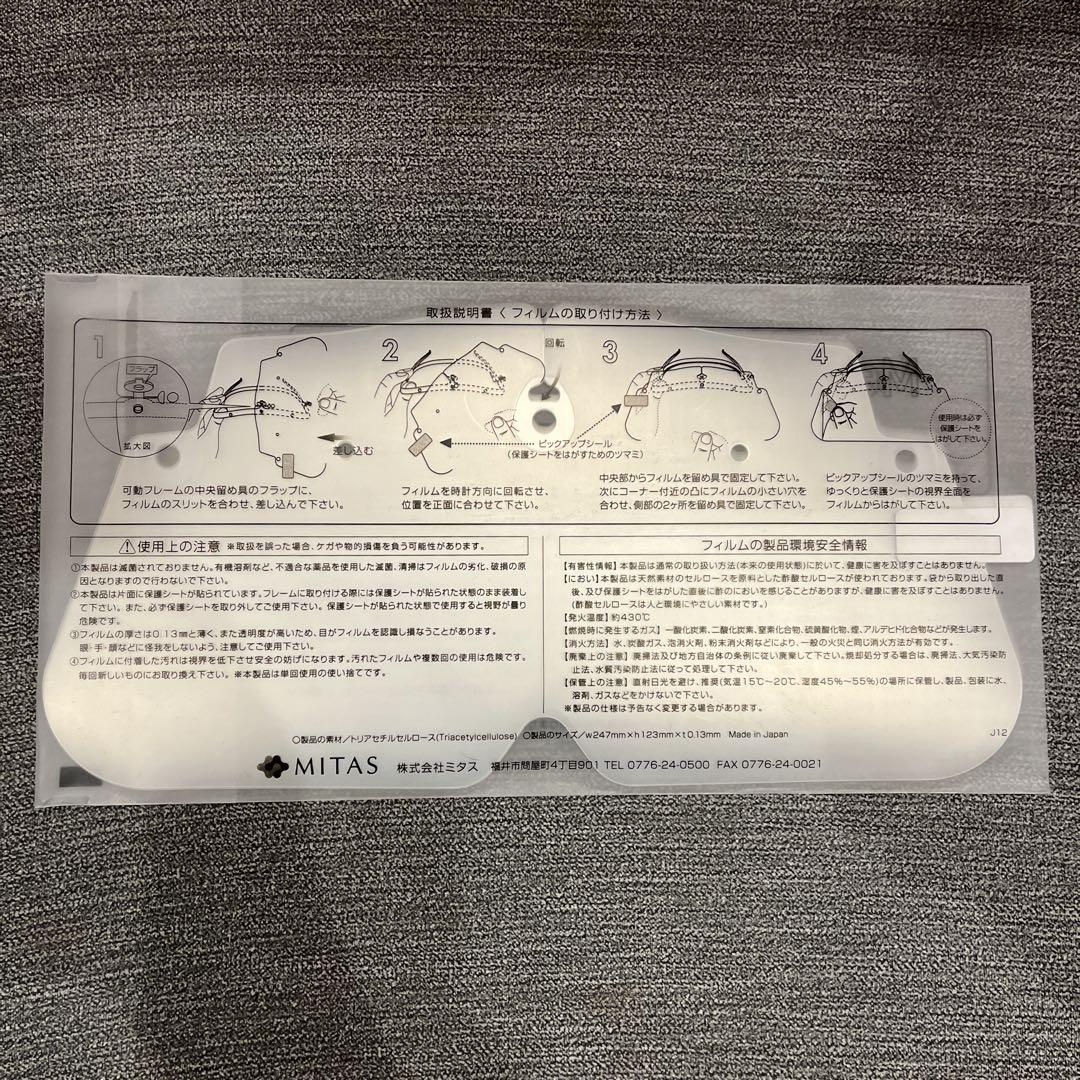 取扱説明書〈 フィルムの取り付け方法 〉
1
フラップ
拡大図
差し込む
可動フレームの中央留め具のフラップに、
フィルムのスリットを合わせ、差し込んで下さい。
2
回転
ピックアップシール
(保護シートをはがすためのツマミ)
フィルムを時計方向に回転させ、
位置を正面に合わせて下さい。
3
中央部からフィルムを留め具で固定して下さい。
次にコーナー付近の凸にフィルムの小さい穴を
合わせ、側部の2ヶ所を留め具で固定して下さい。
4
使用時は必ず
保護シートを
はがして下さい。
ピックアップシールのツマミを持って、
ゆっくりと保護シートの視界全面を
フィルムからはがして下さい。
使用上の注意 ※取扱を誤った場合、ケガや物的損傷を負う可能性があります。
①本製品は滅菌されておりません。有機溶剤など、不適合な薬品を使用した滅菌、清掃はフィルムの劣化、破損の原
因となりますので行わないで下さい。
②本製品は片面に保護シートが貼られています。フレームに取り付ける際には保護シートが貼られた状態のまま装着し
て下さい。また、必ず保護シートを取り外してご使用下さい。保護シートが貼られた状態で使用すると視野が曇り
危険です。
③フィルムの厚さは0.13mmと薄く、また透明度が高いため、目がフィルムを認識し損なうことがあります。
眼・手・顔などに怪我をしないよう、注意してご使用下さい。
④フィルムに付着した汚れは視界を低下させ安全の妨げになります。汚れたフィルムや複数回の使用は危険です。
毎回新しいものにお取り換え下さい。 ※本製品は単回使用の使い捨てです。
フィルムの製品環境安全情報
【有害性情報】本製品は通常の取り扱い方法(本来の使用状態)に於いて、健康に害を及ぼすことはありません。
【におい】本製品は天然素材のセルロースを原料とした酢酸セルロースが使われております。袋から取り出した直
後、及び保護シートをはがした直後に酢のにおいを感じることがありますが、健康に害を及ぼすことはありません。
(酢酸セルロースは人と環境にやさしい素材です。)
【発火温度】約430℃
【燃焼時に発生するガス】 一酸化炭素、二酸化炭素、窒素化合物、硫黄酸化物、煙、アルデヒド化合物などが発生します。
【消火方法】 水、炭酸ガス、泡消火剤、粉末消火剤などにより、一般の火災と同じ消火方法が有効です。
【廃棄上の注意】 廃掃法及び地方自治体の条例に従い廃棄して下さい。焼却処分する場合は、廃掃法、大気汚染防
止法、水質汚染防止法に従って処理して下さい。
【保管上の注意】 直射日光を避け、推奨(気温15℃〜20℃、湿度45%〜55%)の場所に保管し、製品、包装に水、
溶剤、ガスなどをかけないで下さい。
※製品の仕様は予告なく変更する場合があります。
○製品の素材/トリアセチルセルロース(Triacetylcellulose) ○製品のサイズ/w247mm×h123mm×t0.13mm Made in Japan
J12
MITAS 株式会社ミタス 福井市問屋町4丁目901 TEL 0776-24-0500 FAX 0776-24-0021